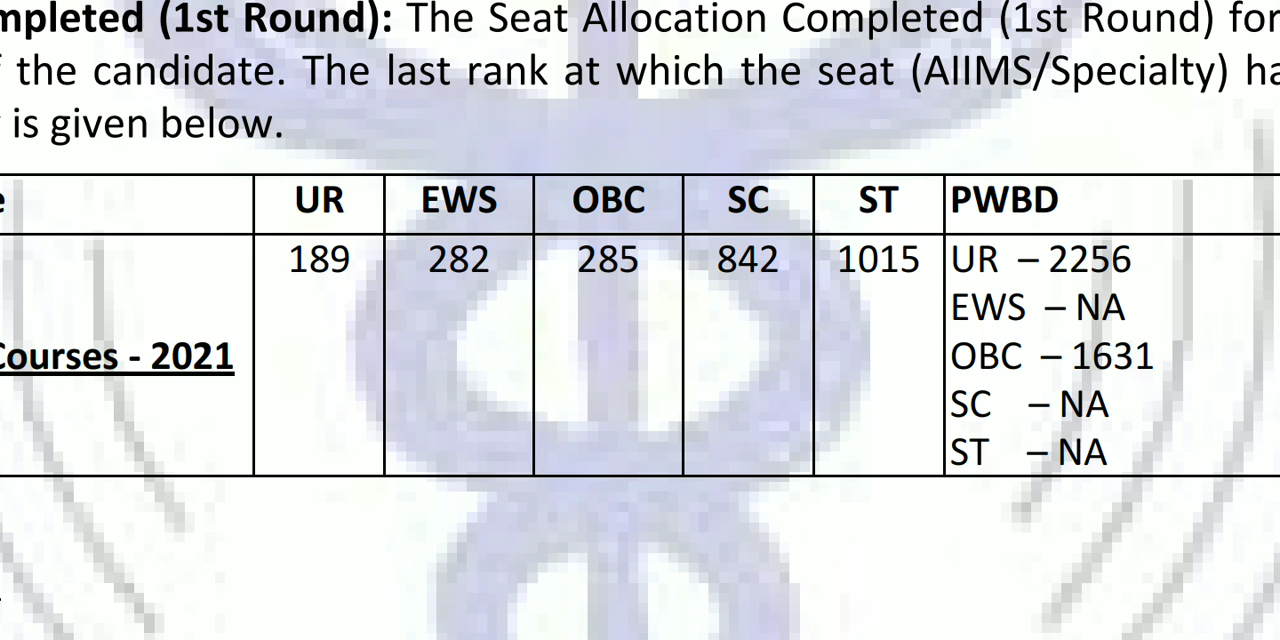 mpleted (1st Round): The Seat Allocation Completed (1st Round) for
the candidate. The last rank at which the seat (AIIMS/Specialty) ha
is given below.
e UR EWS OBC SC ST PWBD
189 282 285 842 1015 UR – 2256
EWS – NA
Courses - 2021 OBC – 1631
SC – NA
ST – NA